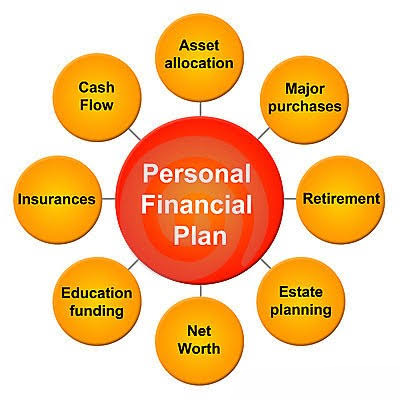 Asset
allocation
Major
purchases
Retirement
Estate
planning
Net
Worth
Education
funding
Insurances
Cash
Flow
Personal
Financial
Plan